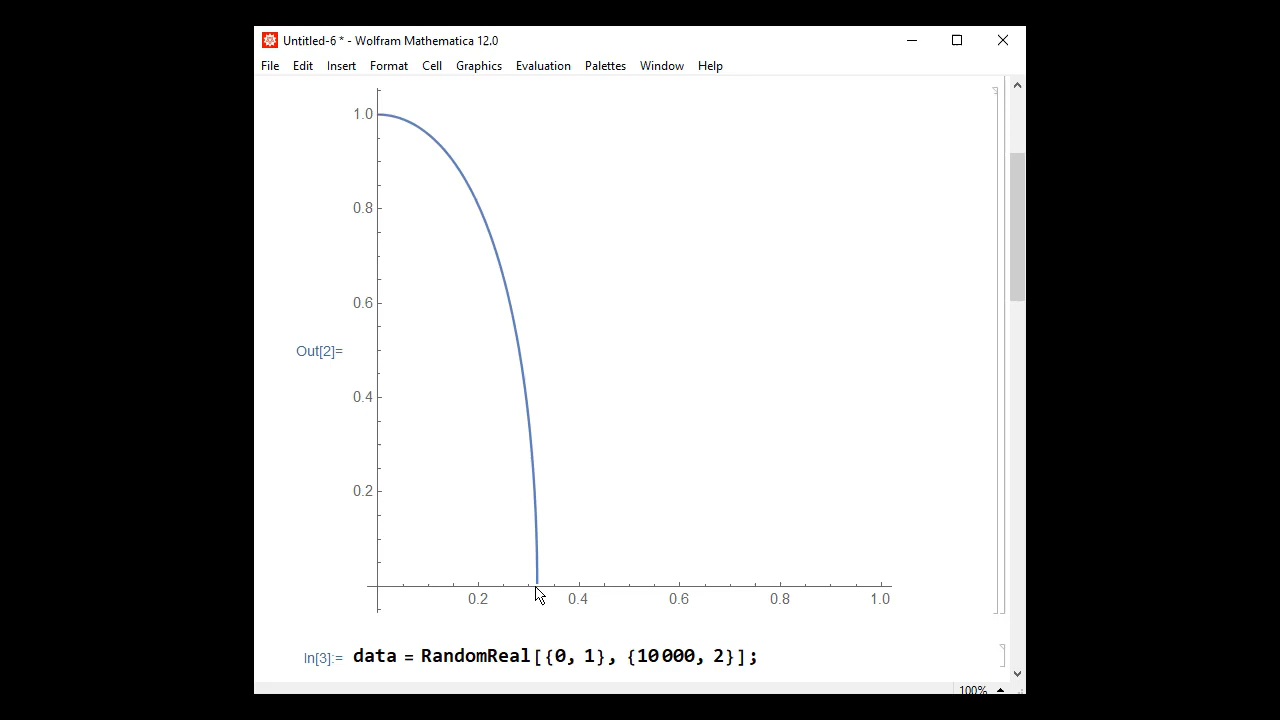 Untitled-6 * - Wolfram Mathematica 12.0
File Edit Insert Format Cell Graphics Evaluation Palettes Window Help
1.0
0.8
0.6
Out[2]=
0.4
0.2
0.2 0.4 0.6 0.8 1.0
In[3]:= data = RandomReal[{0, 1}, {10000, 2}];
100%